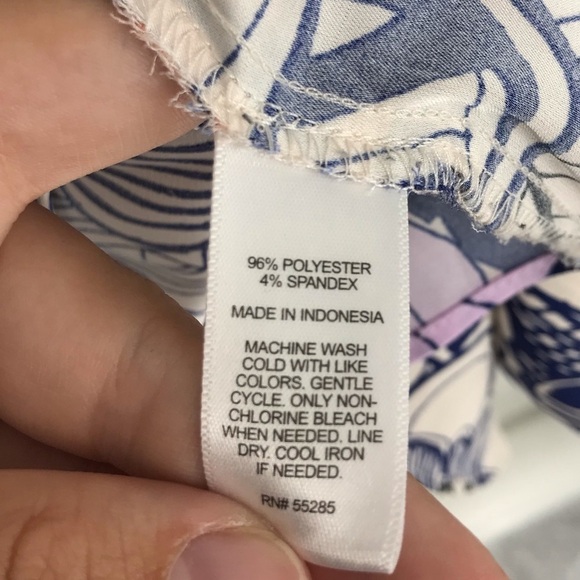 96% POLYESTER
4% SPANDEX
MADE IN INDONESIA
MACHINE WASH
COLD WITH LIKE
COLORS. GENTLE
CYCLE. ONLY NON-
CHLORINE BLEACH
WHEN NEEDED. LINE
DRY. COOL IRON
IF NEEDED.
RN# 55285